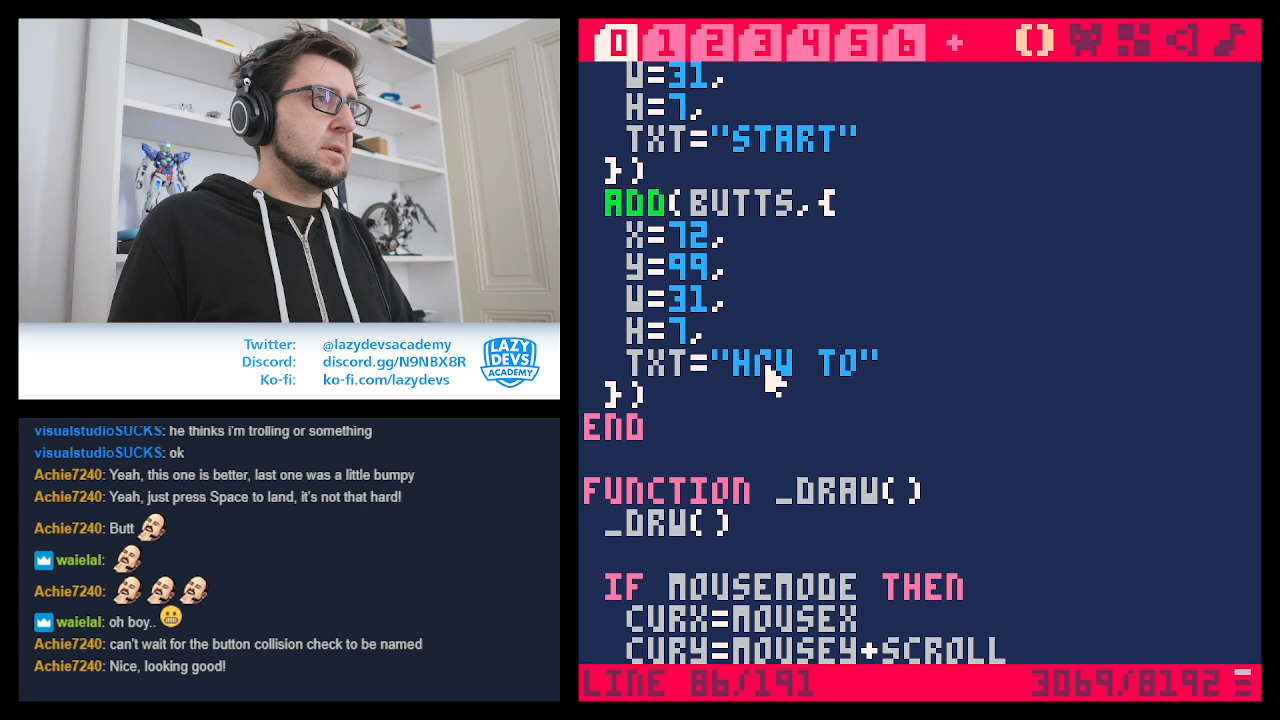 0 1 2 3 4 5 6 +
W=31,
H=7,
TXT="START"
})
ADD(BUTTS,{
X=72,
Y=99,
W=31,
H=7,
TXT="HOW TO"
})
END
FUNCTION _DRAW()
_DRW()
IF MOUSEMODE THEN
CURX=MOUSEX
CURY=MOUSEY+SCROLL
LINE 86/191 3069/8192
Twitter: @lazydevsacademy
Discord: discord.gg/N9NBX8R
Ko-fi: ko-fi.com/lazydevs
LAZY
DEVS
ACADEMY
visualstudioSUCKS: he thinks i'm trolling or something
visualstudioSUCKS: ok
Achie7240: Yeah, this one is better, last one was a little bumpy
Achie7240: Yeah, just press Space to land, it's not that hard!
Achie7240: Butt
waielal:
Achie7240:
waielal: oh boy..
Achie7240: can't wait for the button collision check to be named
Achie7240: Nice, looking good!